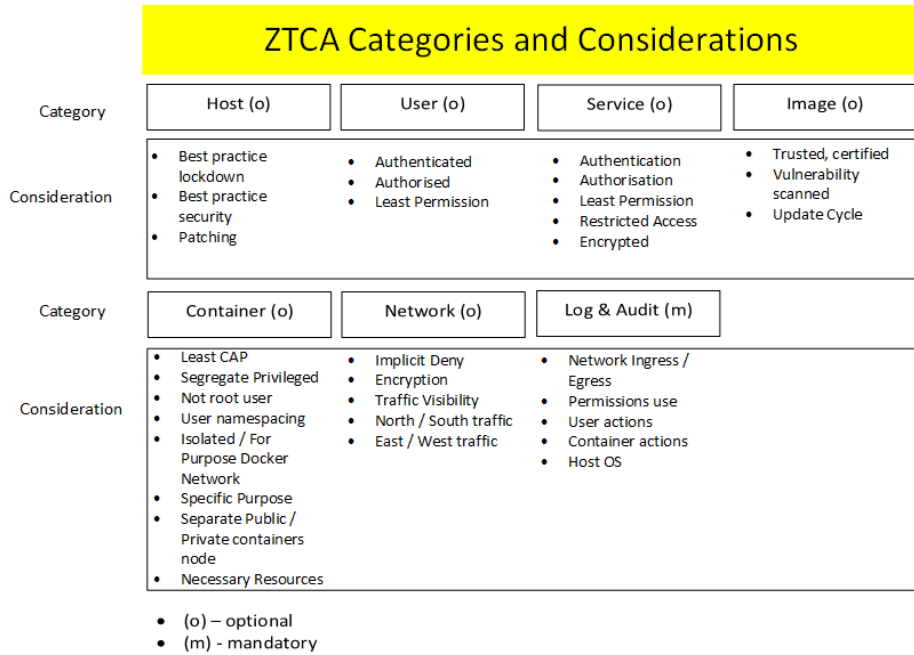 ZTCA Categories and Considerations
Category
Host (o)
User (o)
Service (o)
Image (o)
Consideration
• Best practice
lockdown
• Best practice
security
• Patching
• Authenticated
• Authorised
• Least Permission
• Authentication
• Authorisation
• Least Permission
• Restricted Access
• Encrypted
• Trusted, certified
• Vulnerability
scanned
• Update Cycle
Category
Container (o)
Network (o)
Log & Audit (m)
Consideration
• Least CAP
• Segregate Privileged
• Not root user
• User namespacing
• Isolated / For
Purpose Docker
Network
• Specific Purpose
• Separate Public /
Private containers
node
• Necessary Resources
• Implicit Deny
• Encryption
• Traffic Visibility
• North / South traffic
• East / West traffic
• Network Ingress /
Egress
• Permissions use
• User actions
• Container actions
• Host OS
• (o) – optional
• (m) - mandatory